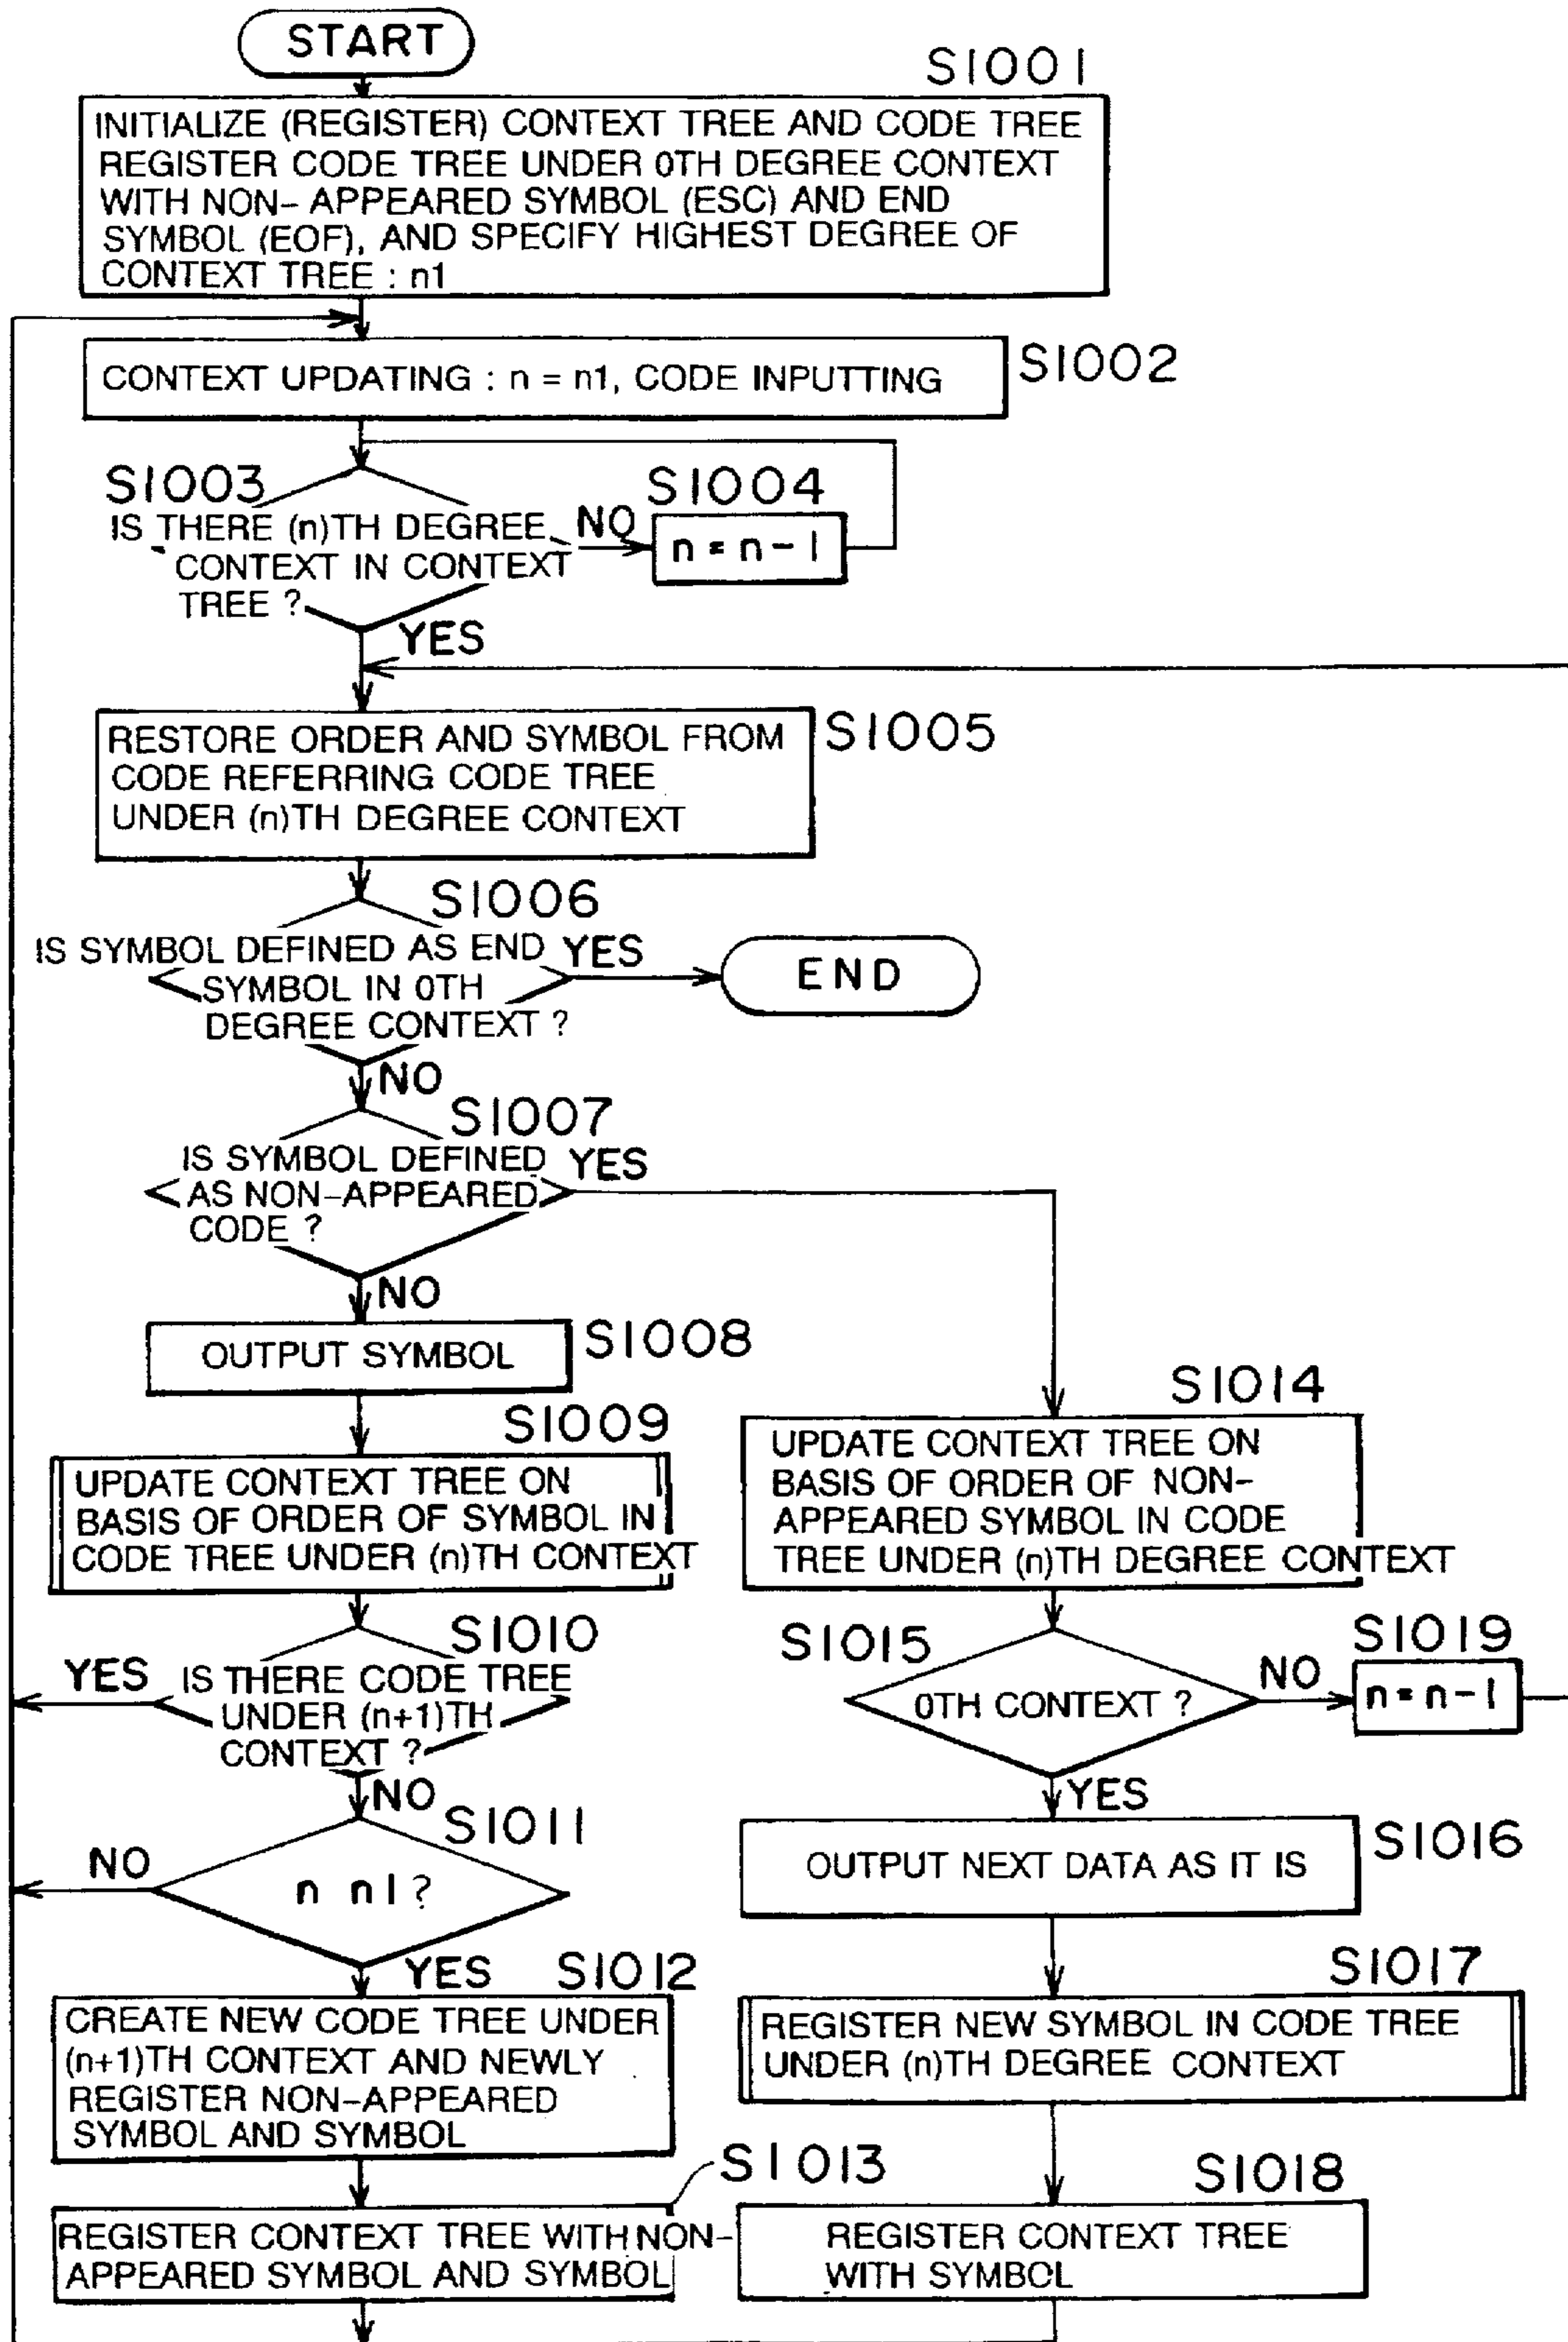 START
S1001
INITIALIZE (REGISTER) CONTEXT TREE AND CODE TREE
REGISTER CODE TREE UNDER 0TH DEGREE CONTEXT
WITH NON- APPEARED SYMBOL (ESC) AND END
SYMBOL (EOF), AND SPECIFY HIGHEST DEGREE OF
CONTEXT TREE : n1
CONTEXT UPDATING : n = n1, CODE INPUTTING
S1002
S1003
IS THERE (n)TH DEGREE
CONTEXT IN CONTEXT
TREE ?
NO
S1004
n = n - 1
YES
RESTORE ORDER AND SYMBOL FROM
CODE REFERRING CODE TREE
UNDER (n)TH DEGREE CONTEXT
S1005
S1006
IS SYMBOL DEFINED AS END
SYMBOL IN 0TH
DEGREE CONTEXT ?
YES
END
NO
S1007
IS SYMBOL DEFINED
AS NON-APPEARED
CODE ?
YES
NO
OUTPUT SYMBOL
S1008
S1009
UPDATE CONTEXT TREE ON
BASIS OF ORDER OF SYMBOL IN
CODE TREE UNDER (n)TH CONTEXT
S1010
YES
IS THERE CODE TREE
UNDER (n+1)TH
CONTEXT ?
NO
S1011
NO
n n1 ?
YES
S1012
CREATE NEW CODE TREE UNDER
(n+1)TH CONTEXT AND NEWLY
REGISTER NON-APPEARED
SYMBOL AND SYMBOL
S1013
REGISTER CONTEXT TREE WITH NON-
APPEARED SYMBOL AND SYMBOL
S1014
UPDATE CONTEXT TREE ON
BASIS OF ORDER OF NON-
APPEARED SYMBOL IN CODE
TREE UNDER (n)TH DEGREE CONTEXT
S1015
0TH CONTEXT ?
NO
S1019
n = n - 1
YES
OUTPUT NEXT DATA AS IT IS
S1016
S1017
REGISTER NEW SYMBOL IN CODE TREE
UNDER (n)TH DEGREE CONTEXT
S1018
REGISTER CONTEXT TREE
WITH SYMBOL